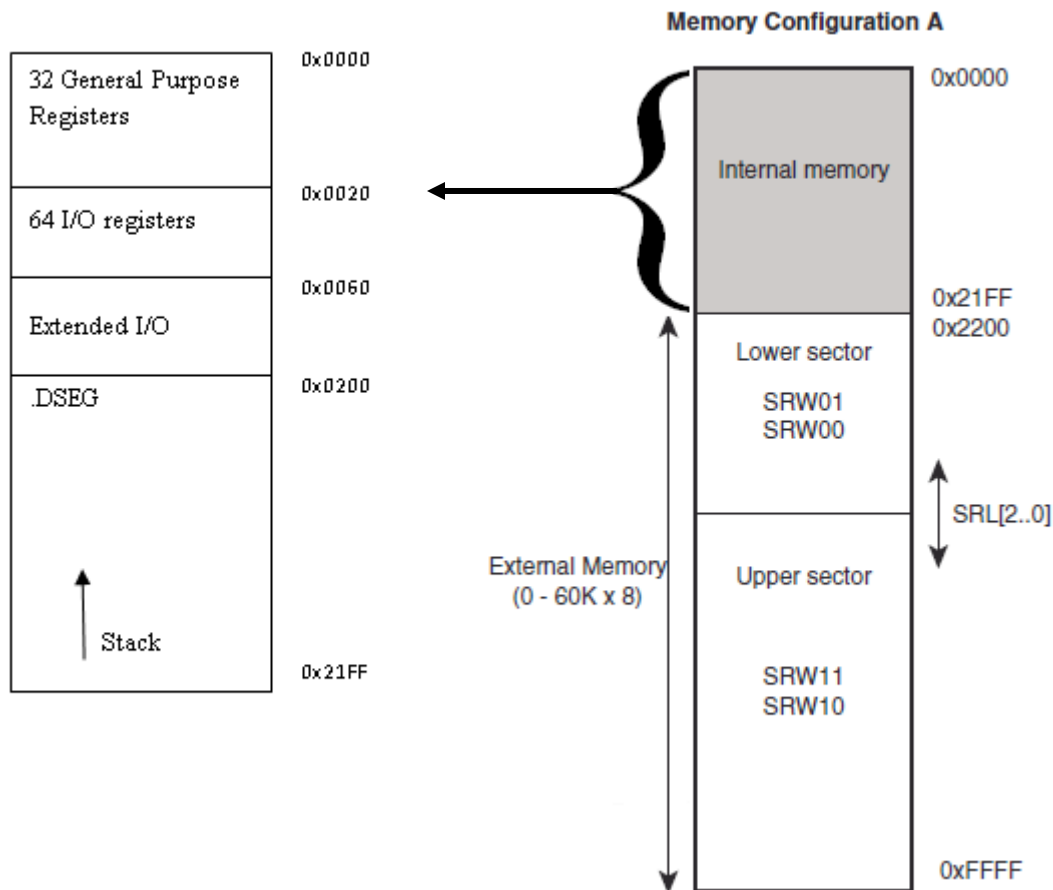 Memory Configuration A
32 General Purpose
Registers
0x0000
64 I/O registers
0x0020
Extended I/O
0x0060
.DSEG
0x0200
Stack
0x21FF
0x0000
Internal memory
0x21FF
0x2200
Lower sector
SRW01
SRW00
SRL[2..0]
External Memory
(0 - 60K x 8)
Upper sector
SRW11
SRW10
0xFFFF